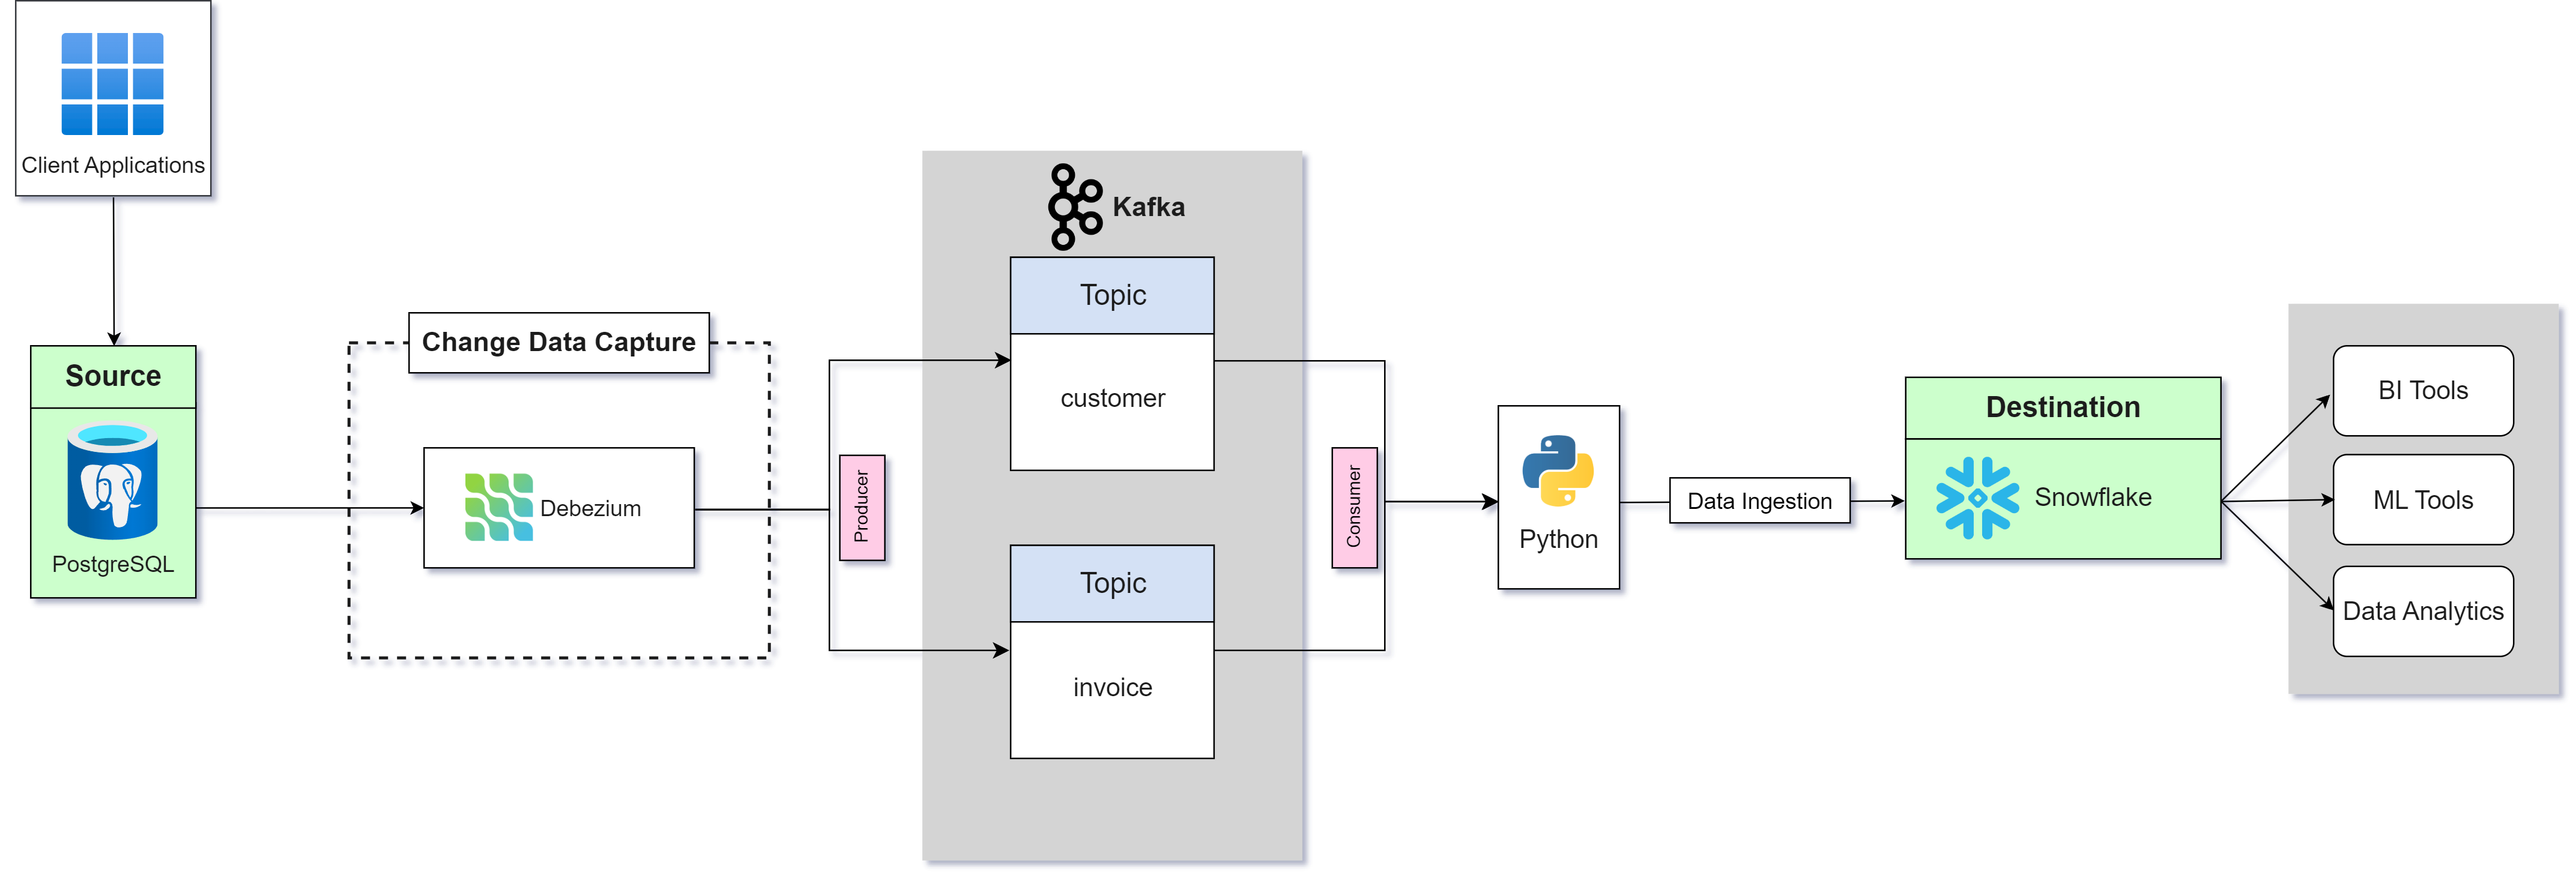 Client Applications
Source
PostgreSQL
Change Data Capture
Debezium
Producer
Kafka
Topic
customer
Topic
invoice
Consumer
Python
Data Ingestion
Destination
Snowflake
BI Tools
ML Tools
Data Analytics